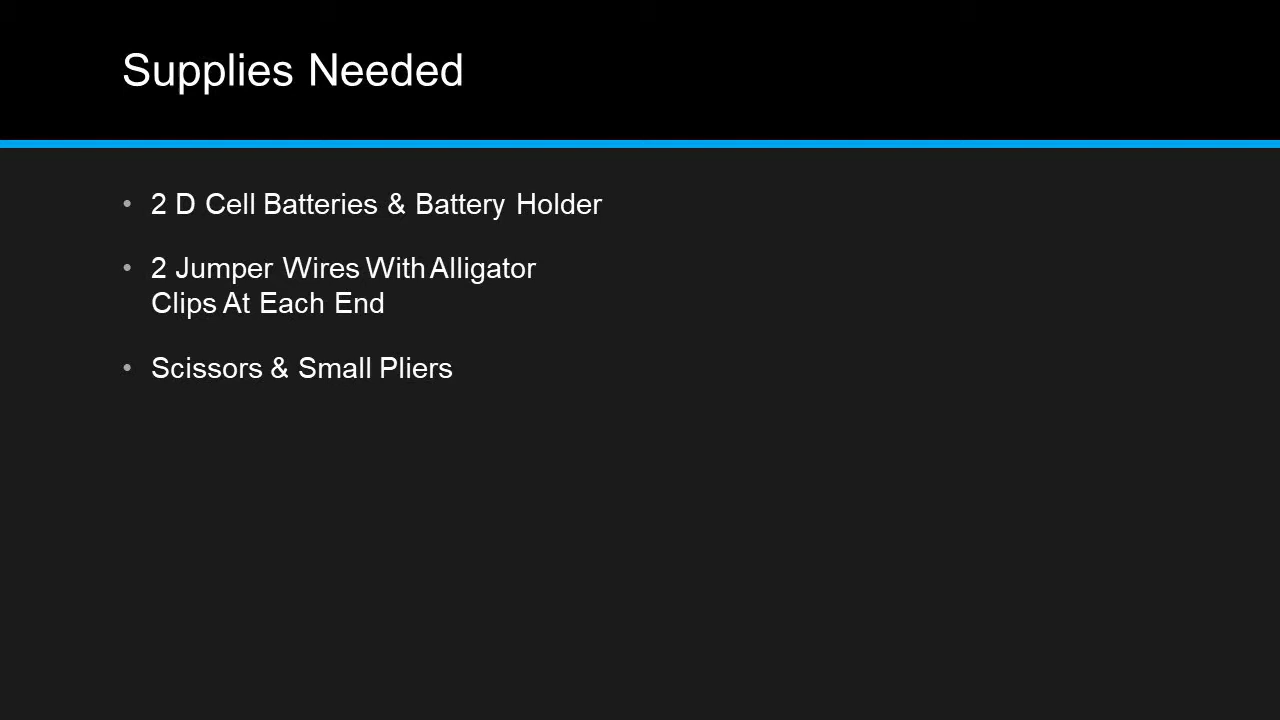 Supplies Needed
• 2 D Cell Batteries & Battery Holder
• 2 Jumper Wires With Alligator
Clips At Each End
• Scissors & Small Pliers